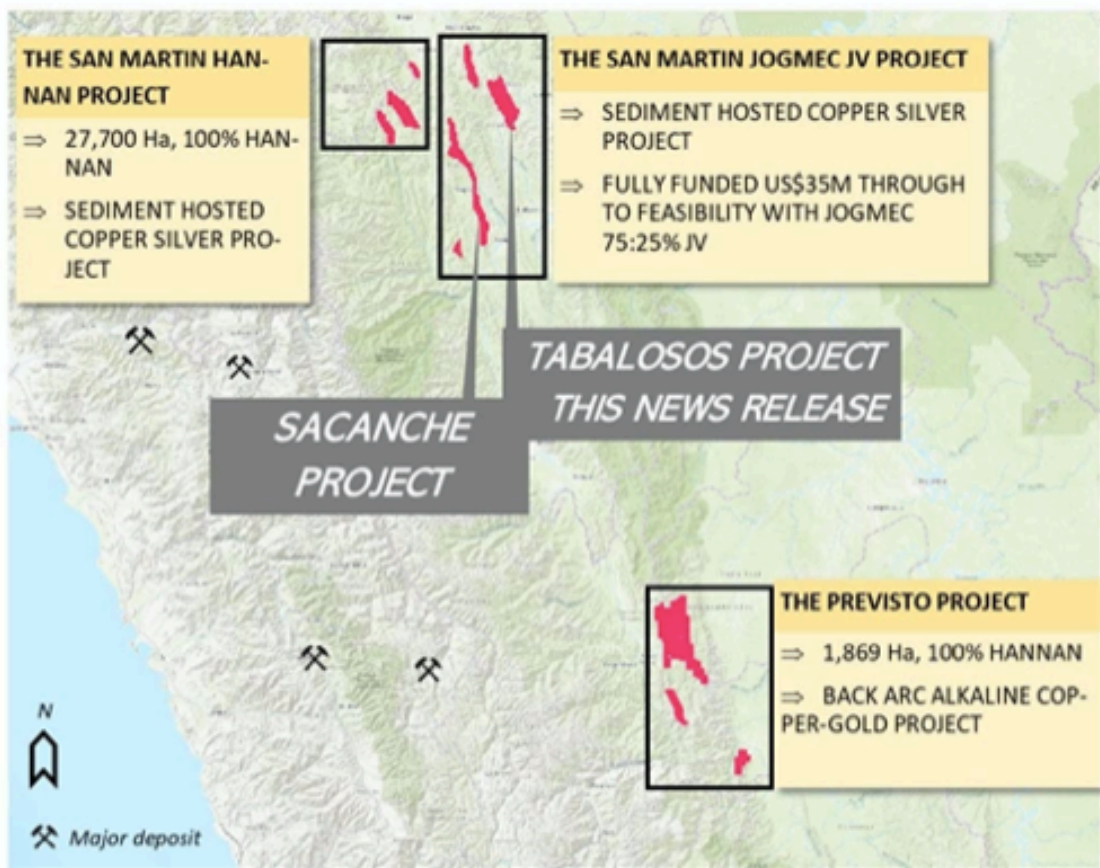 THE SAN MARTIN HAN-
NAN PROJECT
⇒ 27,700 Ha, 100% HAN-
NAN
⇒ SEDIMENT HOSTED
COPPER SILVER PRO-
JECT
THE SAN MARTIN JOGMEC JV PROJECT
⇒ SEDIMENT HOSTED COPPER SILVER
PROJECT
⇒ FULLY FUNDED US$35M THROUGH
TO FEASIBILITY WITH JOGMEC
75:25% JV
TABALOSOS PROJECT
THIS NEWS RELEASE
SACANCHE
PROJECT
THE PREVISTO PROJECT
⇒ 1,869 Ha, 100% HANNAN
⇒ BACK ARC ALKALINE COP-
PER-GOLD PROJECT
N
Major deposit